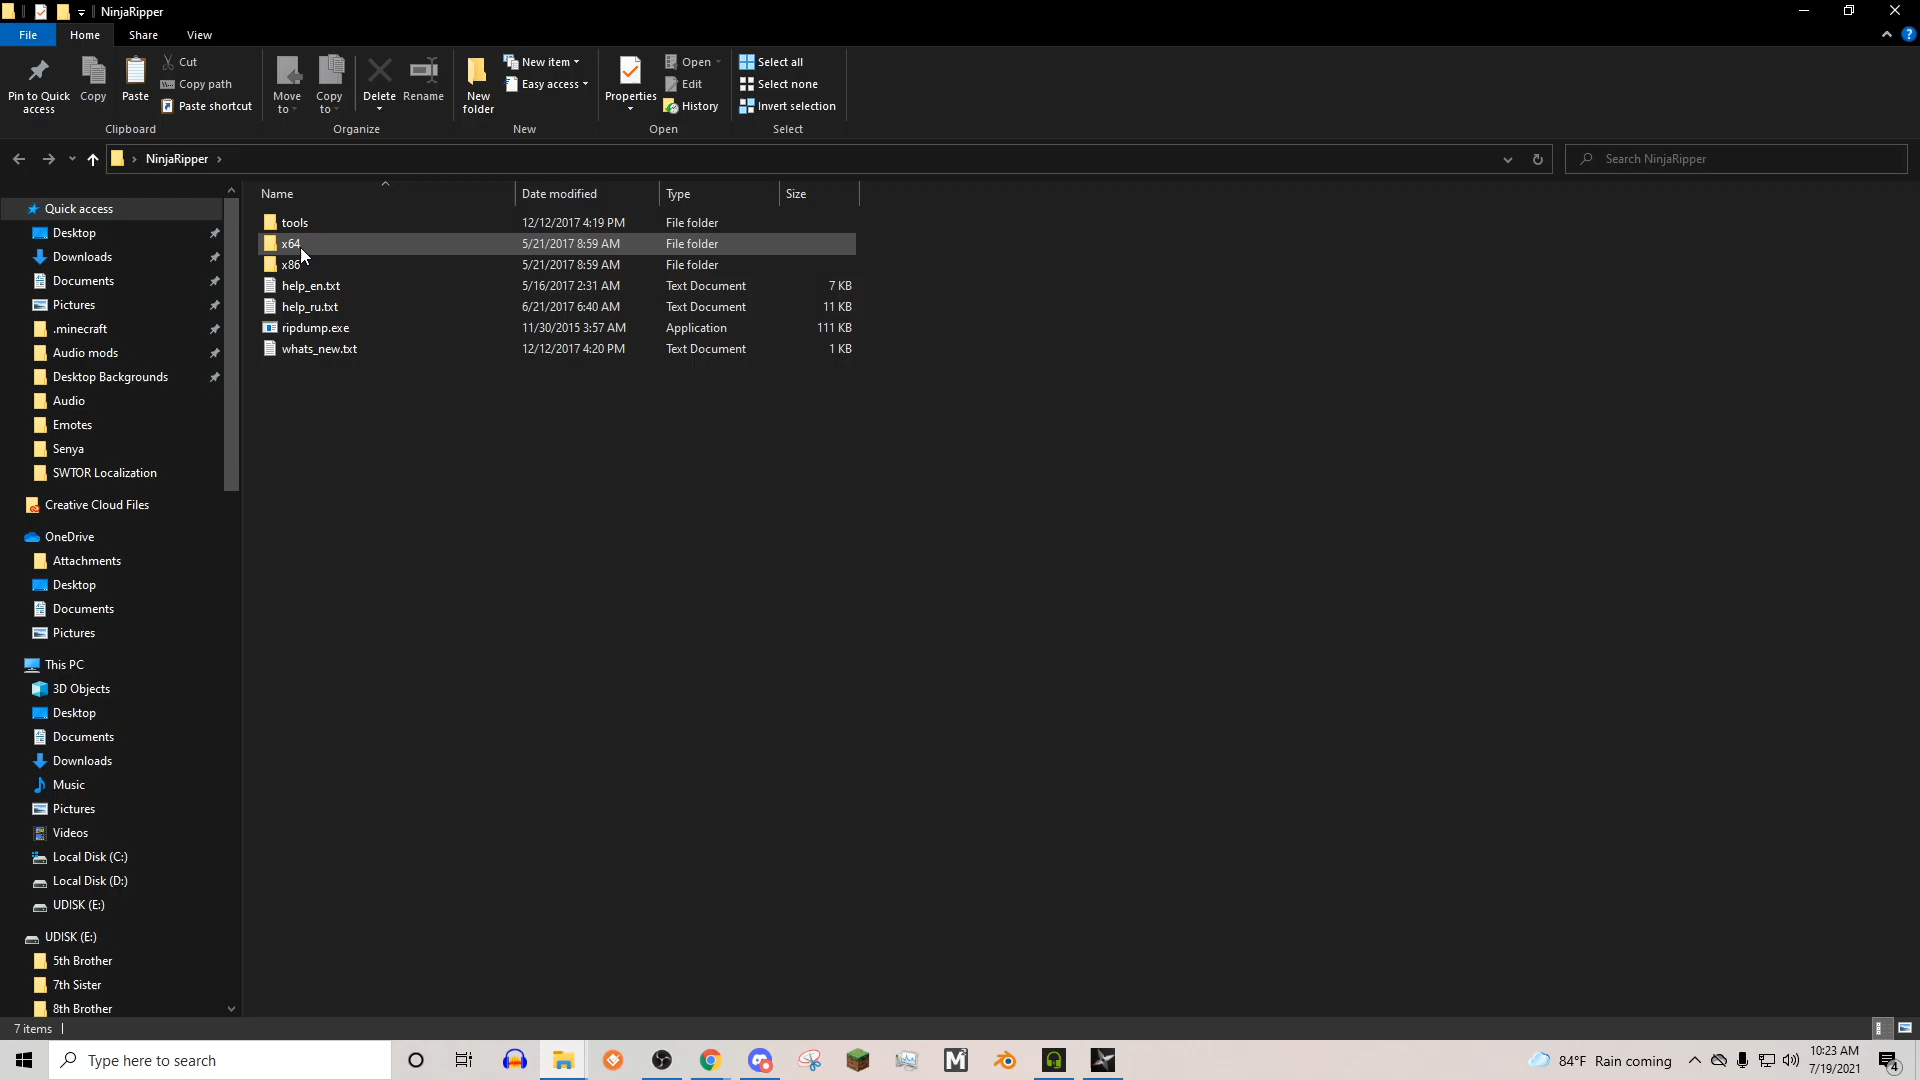 NinjaRipper
File Home Share View
Pin to Quick access
Copy
Paste
Cut
Copy path
Paste shortcut
Clipboard
Move to
Copy to
Delete
Rename
Organize
New folder
New item
Easy access
New
Properties
Open
Edit
History
Open
Select all
Select none
Invert selection
Select
NinjaRipper
Search NinjaRipper
Name Date modified Type Size
tools 12/12/2017 4:19 PM File folder
x64 5/21/2017 8:59 AM File folder
x86 5/21/2017 8:59 AM File folder
help_en.txt 5/16/2017 2:31 AM Text Document 7 KB
help_ru.txt 6/21/2017 6:40 AM Text Document 11 KB
ripdump.exe 11/30/2015 3:57 AM Application 111 KB
whats_new.txt 12/12/2017 4:20 PM Text Document 1 KB
Quick access
Desktop
Downloads
Documents
Pictures
.minecraft
Audio mods
Desktop Backgrounds
Audio
Emotes
Senya
SWTOR Localization
Creative Cloud Files
OneDrive
Attachments
Desktop
Documents
Pictures
This PC
3D Objects
Desktop
Documents
Downloads
Music
Pictures
Videos
Local Disk (C:)
Local Disk (D:)
UDISK (E:)
UDISK (E:)
5th Brother
7th Sister
8th Brother
7 items
Type here to search
84°F Rain coming
10:23 AM
7/19/2021
4